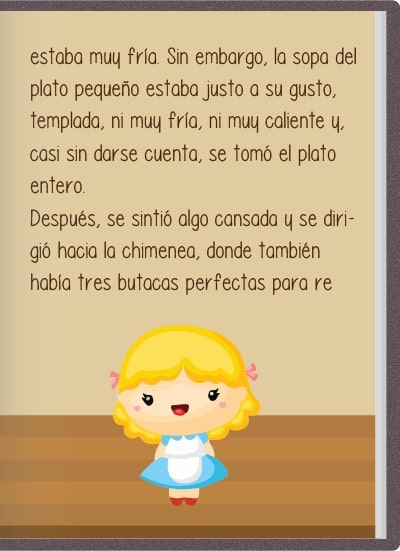 estaba muy fría. Sin embargo, la sopa del
plato pequeño estaba justo a su gusto,
templada, ni muy fría, ni muy caliente y,
casi sin darse cuenta, se tomó el plato
entero.
Después, se sintió algo cansada y se diri-
gió hacia la chimenea, donde también
había tres butacas perfectas para re